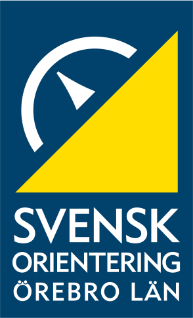 SVENSK
ORIENTERING
ÖREBRO LÄN